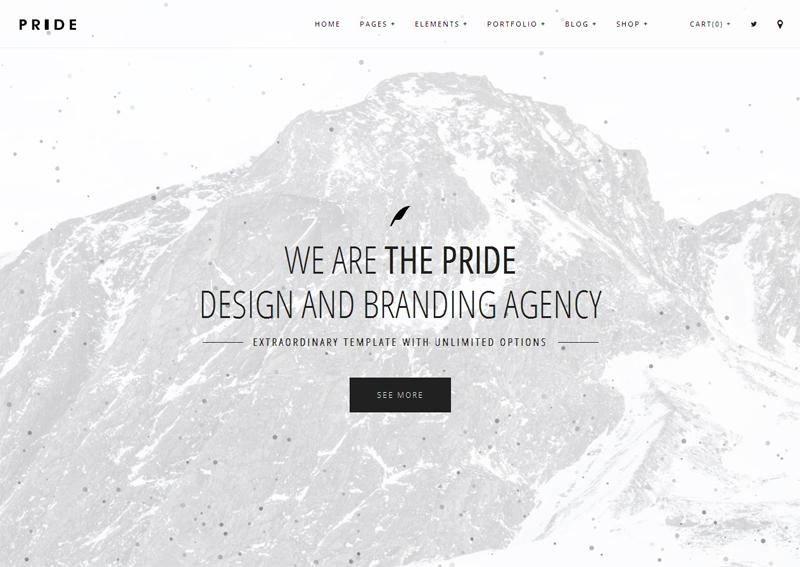 PRIDE
HOME PAGES + ELEMENTS + PORTFOLIO + BLOG + SHOP + CART(0) +
WE ARE THE PRIDE
DESIGN AND BRANDING AGENCY
EXTRAORDINARY TEMPLATE WITH UNLIMITED OPTIONS
SEE MORE